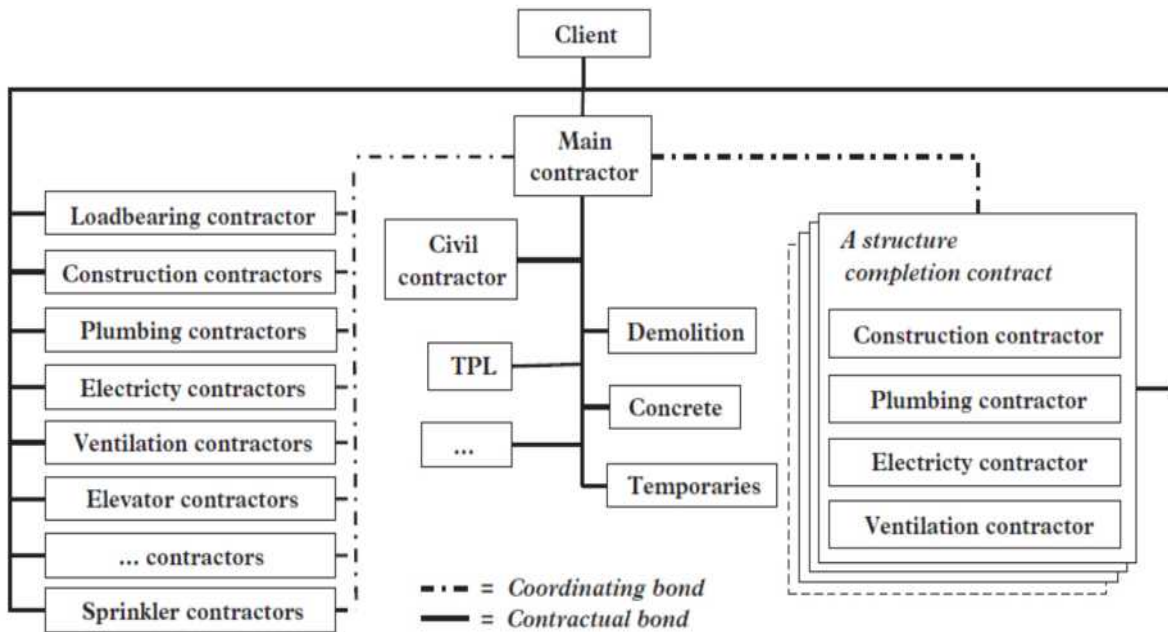 Client
Main
contractor
Loadbearing contractor
Construction contractors
Plumbing contractors
Electricty contractors
Ventilation contractors
Elevator contractors
... contractors
Sprinkler contractors
Civil
contractor
TPL
...
Demolition
Concrete
Temporaries
A structure
completion contract
Construction contractor
Plumbing contractor
Electricty contractor
Ventilation contractor
= Coordinating bond
= Contractual bond